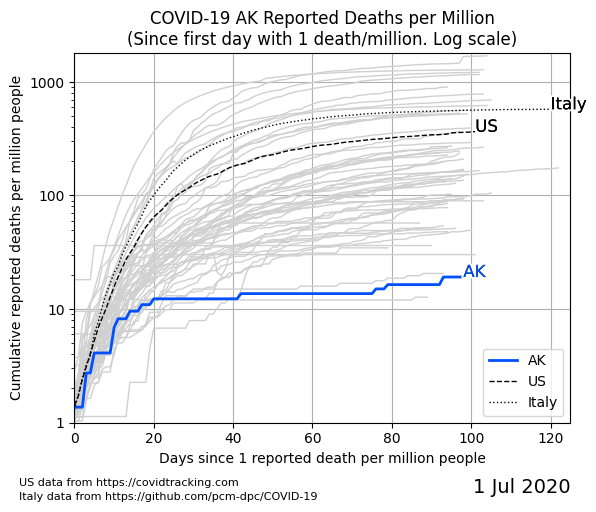 COVID-19 AK Reported Deaths per Million
(Since first day with 1 death/million. Log scale)
Cumulative reported deaths per million people
1000
100
10
1
Italy
US
AK
AK
US
Italy
0 20 40 60 80 100 120
Days since 1 reported death per million people
US data from https://covidtracking.com
Italy data from https://github.com/pcm-dpc/COVID-19
1 Jul 2020